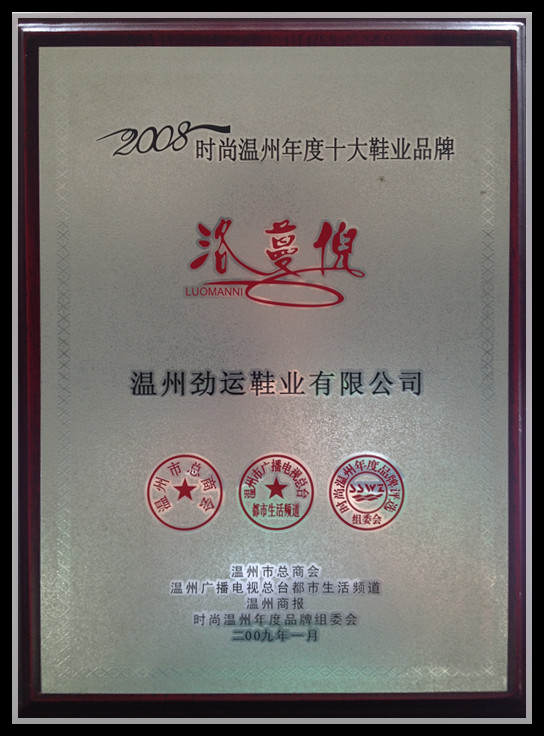 2008 时尚温州年度十大鞋业品牌
洛蔓倪
LUOMANNI
温州劲运鞋业有限公司
温州市总商会
温州市广播电视总台
都市生活频道
时尚温州年度品牌评选
SSWZ
组委会
温州市总商会
温州广播电视总台都市生活频道
温州商报
时尚温州年度品牌组委会
二00九年一月